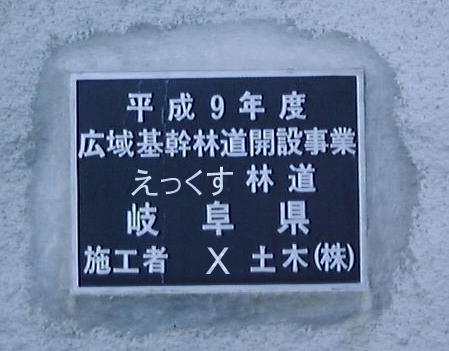 平成9年度
広域基幹林道開設事業
えっくす林道
岐阜県
施工者 X 土木(株)